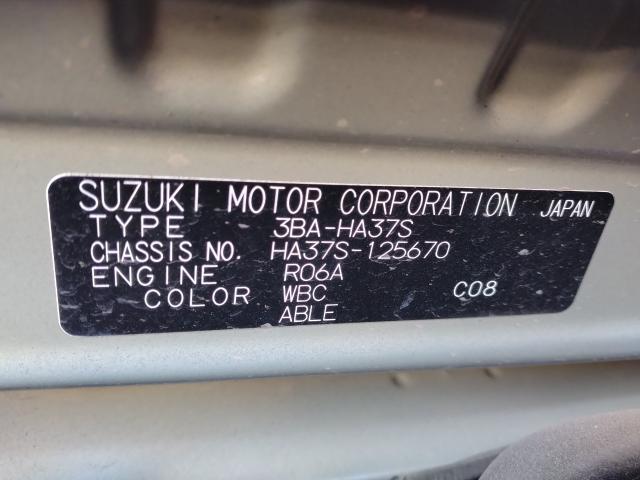 SUZUKI MOTOR CORPORATION JAPAN
TYPE 3BA-HA37S
CHASSIS NO. HA37S-125670
ENGINE R06A
COLOR WBC C08
ABLE